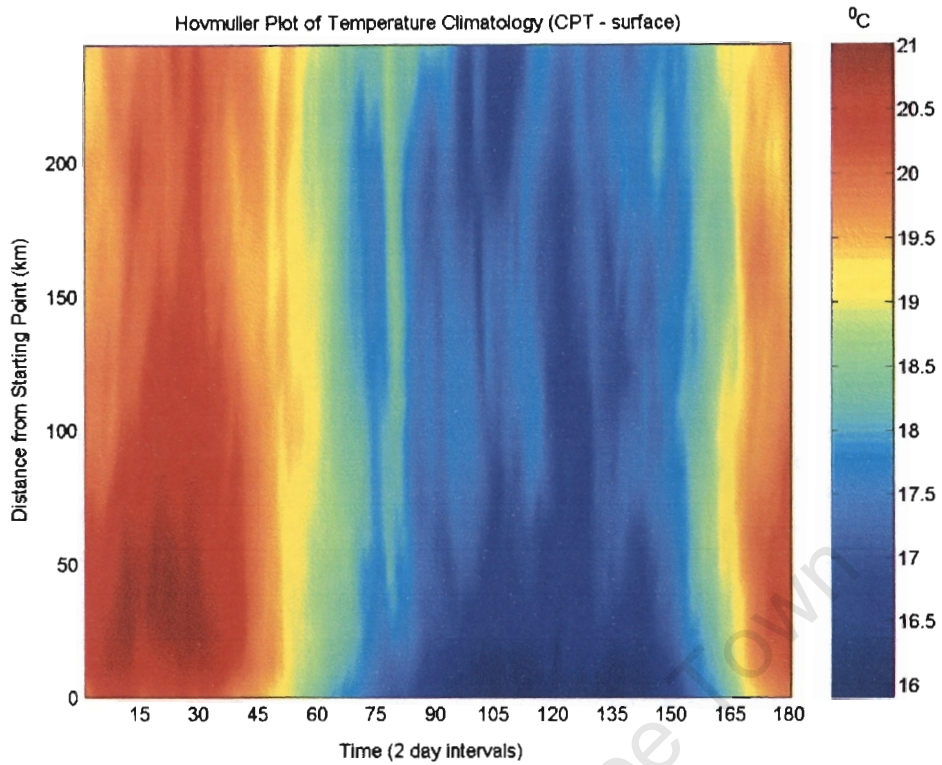 Hovmuller Plot of Temperature Climatology (CPT - surface)
⁰C
Distance from Starting Point (km)
200
150
100
50
0
15 30 45 60 75 90 105 120 135 150 165 180
Time (2 day intervals)
21
20.5
20
19.5
19
18.5
18
17.5
17
16.5
16
Town